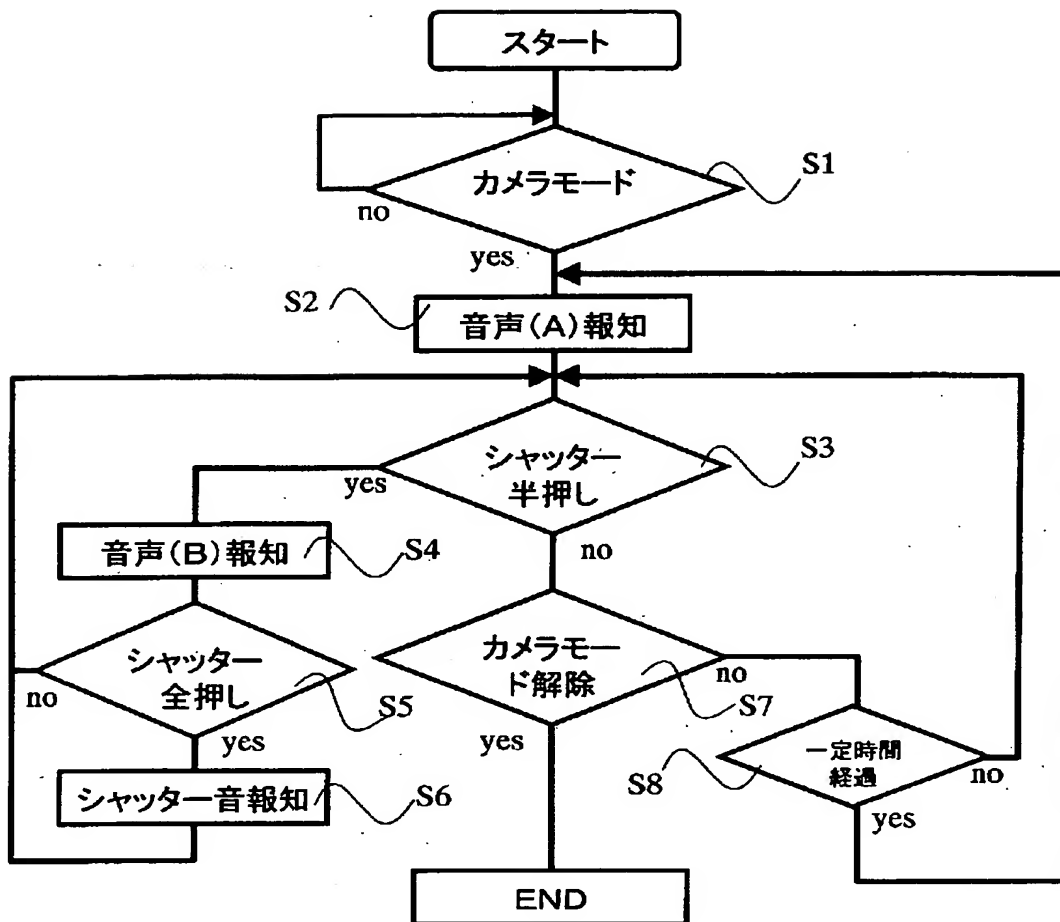 スタート
カメラモード
S1
no
yes
S2
音声(A)報知
シャッター
半押し
S3
yes
no
音声(B)報知
S4
シャッター
全押し
S5
no
yes
カメラモー
ド解除
S7
no
yes
一定時間
経過
S8
no
yes
シャッター音報知
S6
END